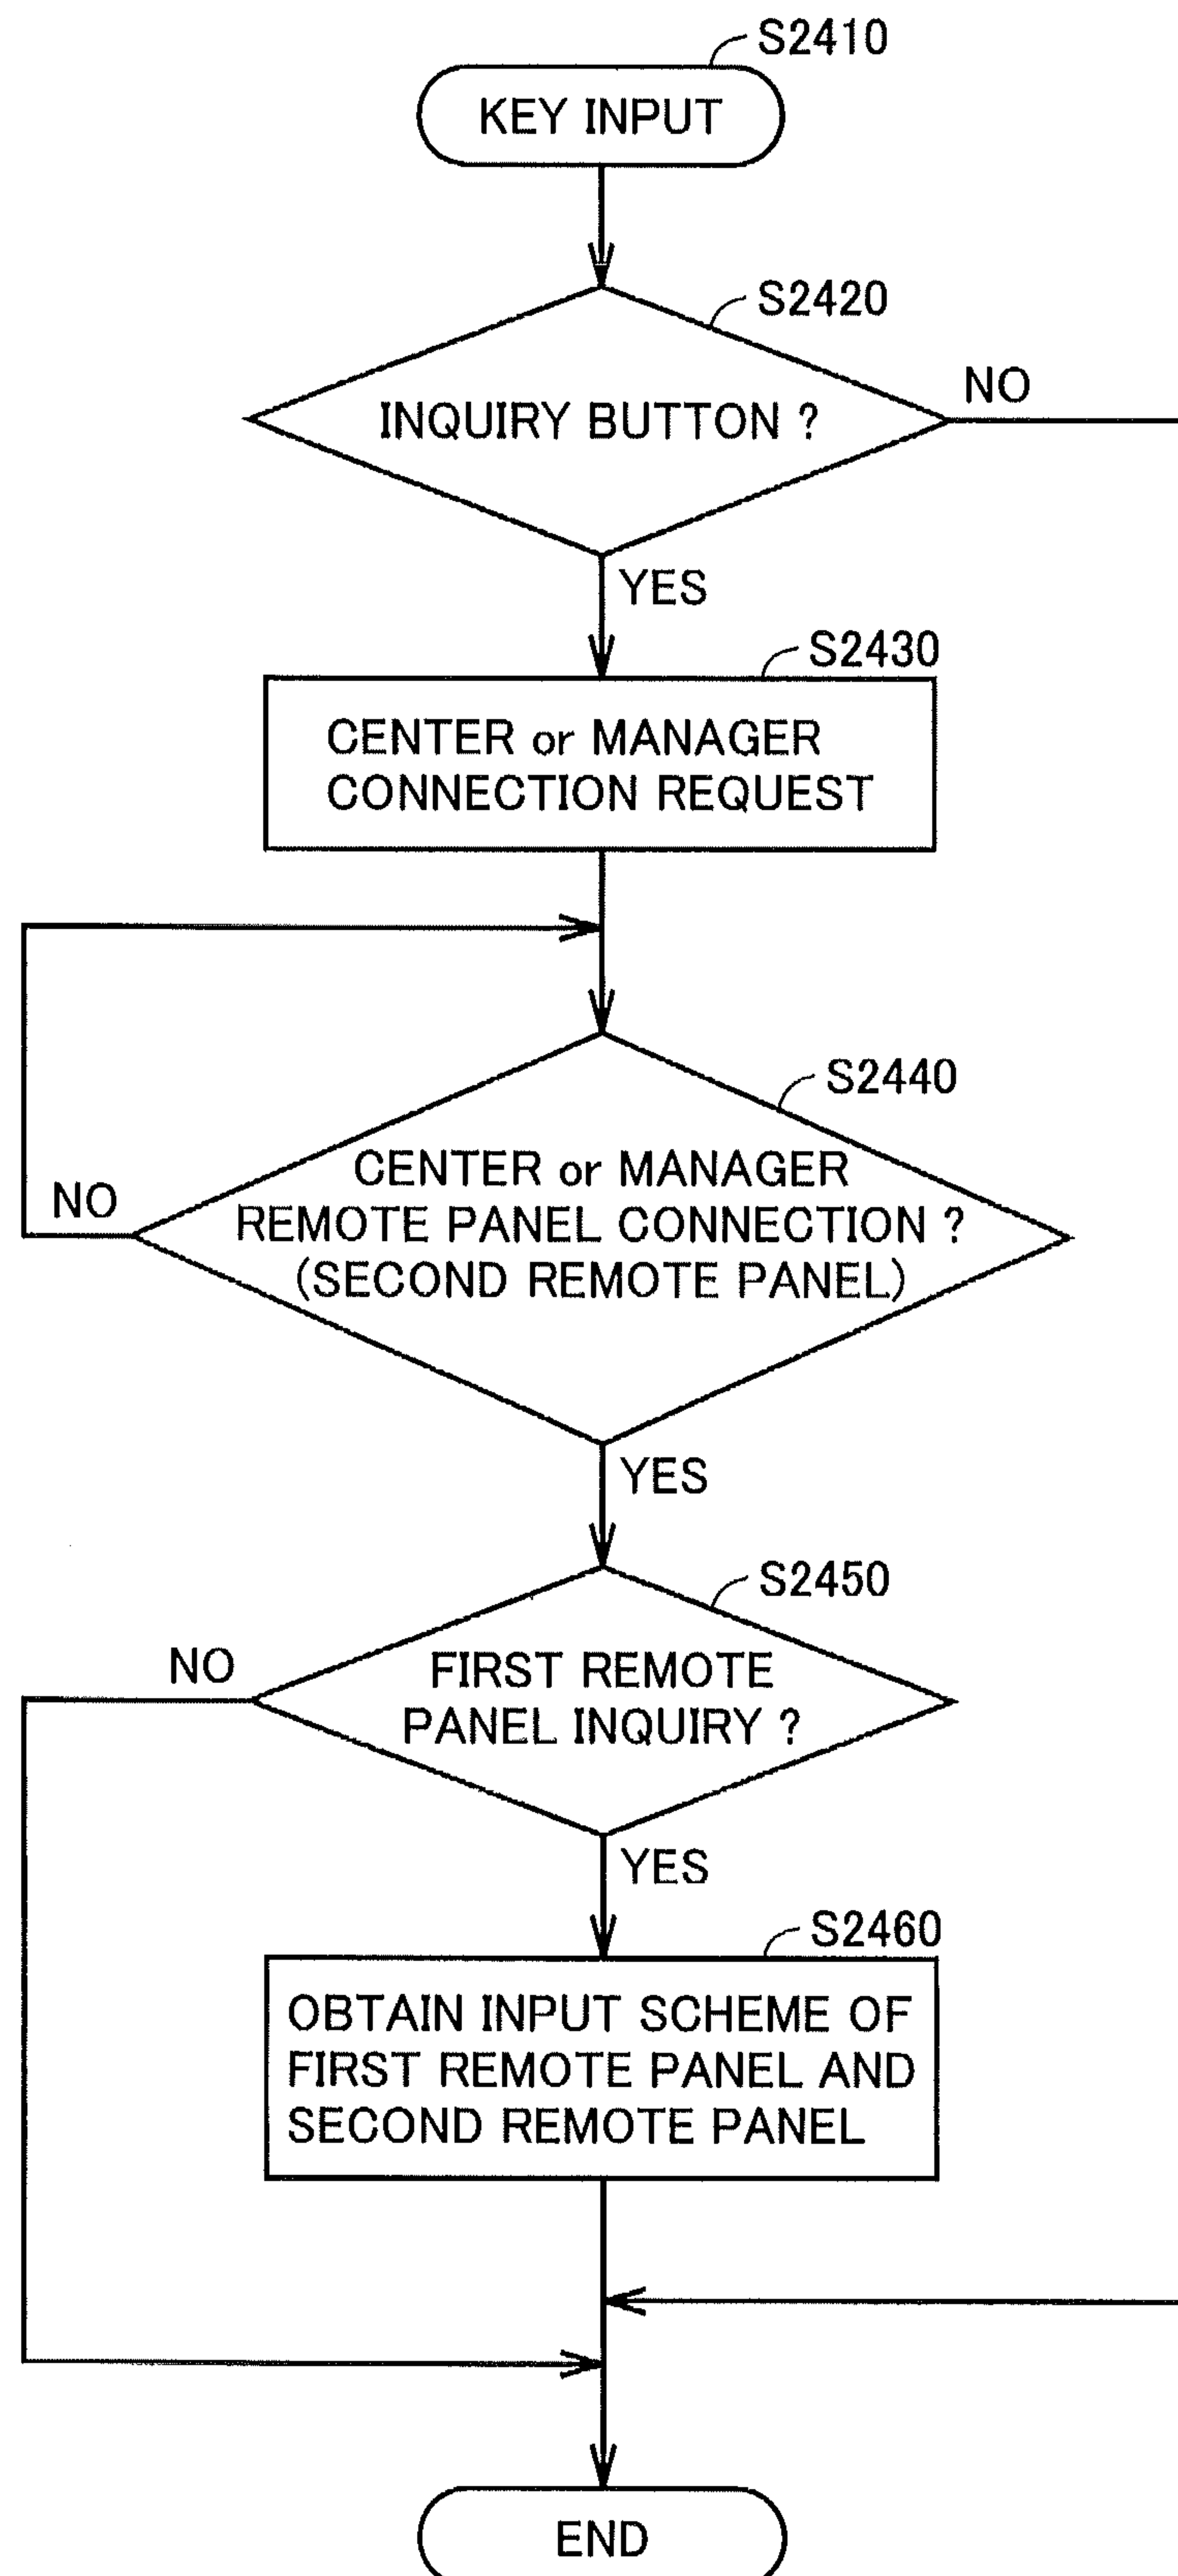 S2410
KEY INPUT
S2420
INQUIRY BUTTON ?
NO
YES
S2430
CENTER or MANAGER
CONNECTION REQUEST
S2440
CENTER or MANAGER
REMOTE PANEL CONNECTION ?
(SECOND REMOTE PANEL)
NO
YES
S2450
FIRST REMOTE
PANEL INQUIRY ?
NO
YES
S2460
OBTAIN INPUT SCHEME OF
FIRST REMOTE PANEL AND
SECOND REMOTE PANEL
END